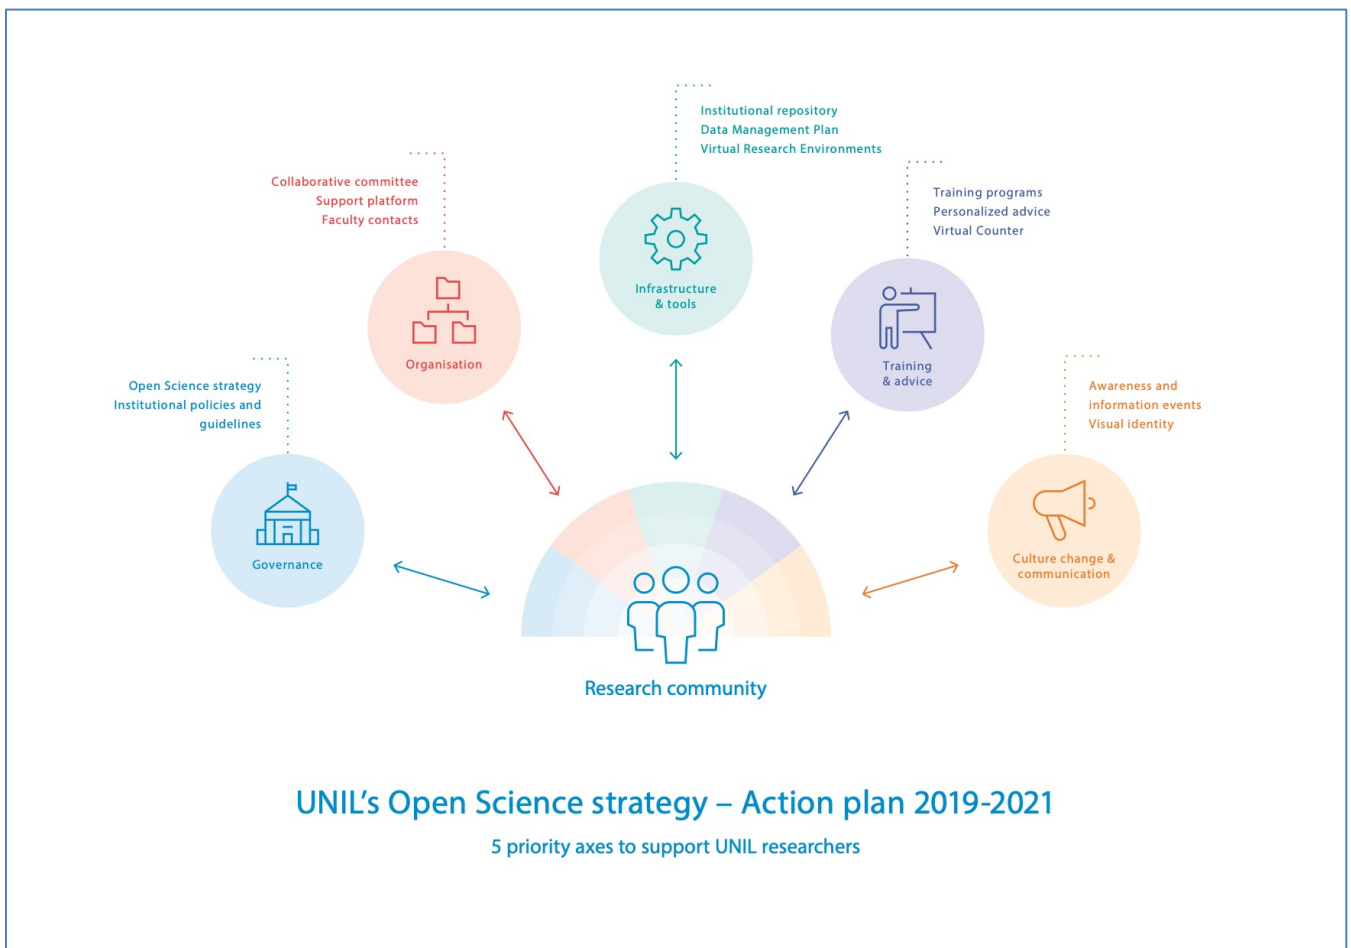 Institutional repository
Data Management Plan
Virtual Research Environments
Collaborative committee
Support platform
Faculty contacts
Training programs
Personalized advice
Virtual Counter
Infrastructure
& tools
Organisation
Training
& advice
Open Science strategy
Institutional policies and
guidelines
Awareness and
information events
Visual identity
Governance
Culture change &
communication
Research community
UNIL's Open Science strategy – Action plan 2019-2021
5 priority axes to support UNIL researchers